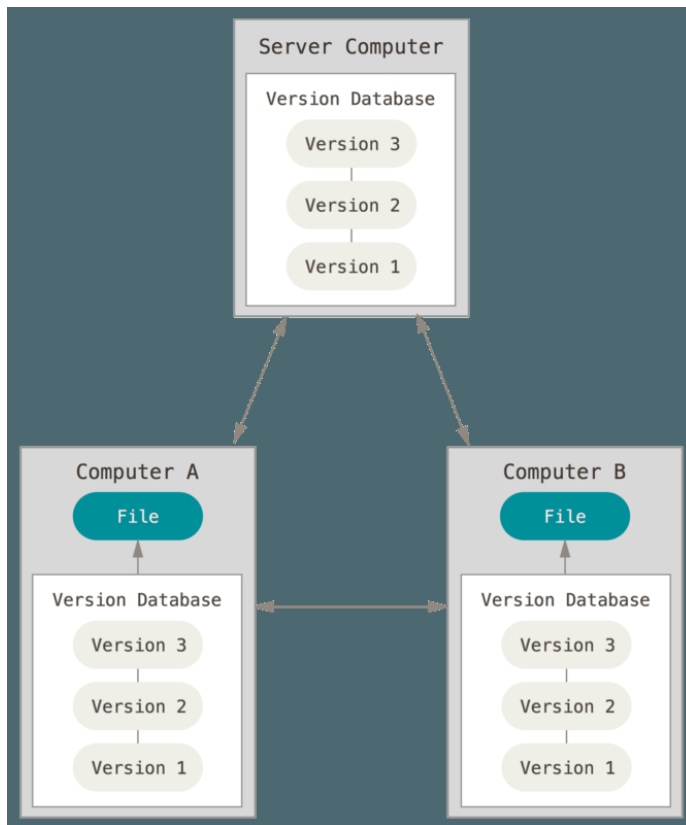 Server Computer
Version Database
Version 3
Version 2
Version 1
Computer A
File
Version Database
Version 3
Version 2
Version 1
Computer B
File
Version Database
Version 3
Version 2
Version 1